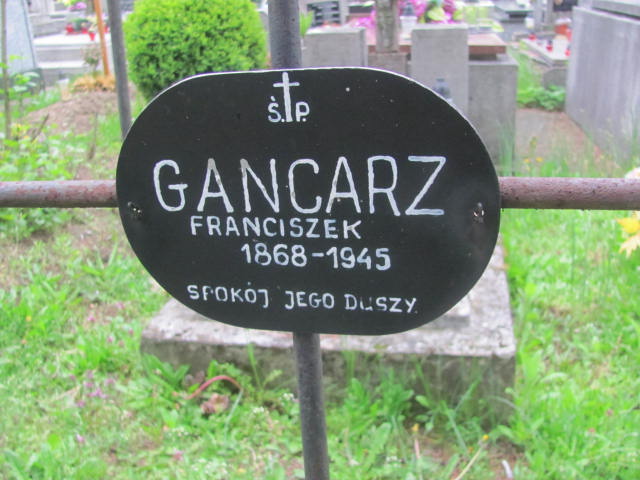 Ś.P.
GANCARZ
FRANCISZEK
1868-1945
SPOKÓJ JEGO DUSZY